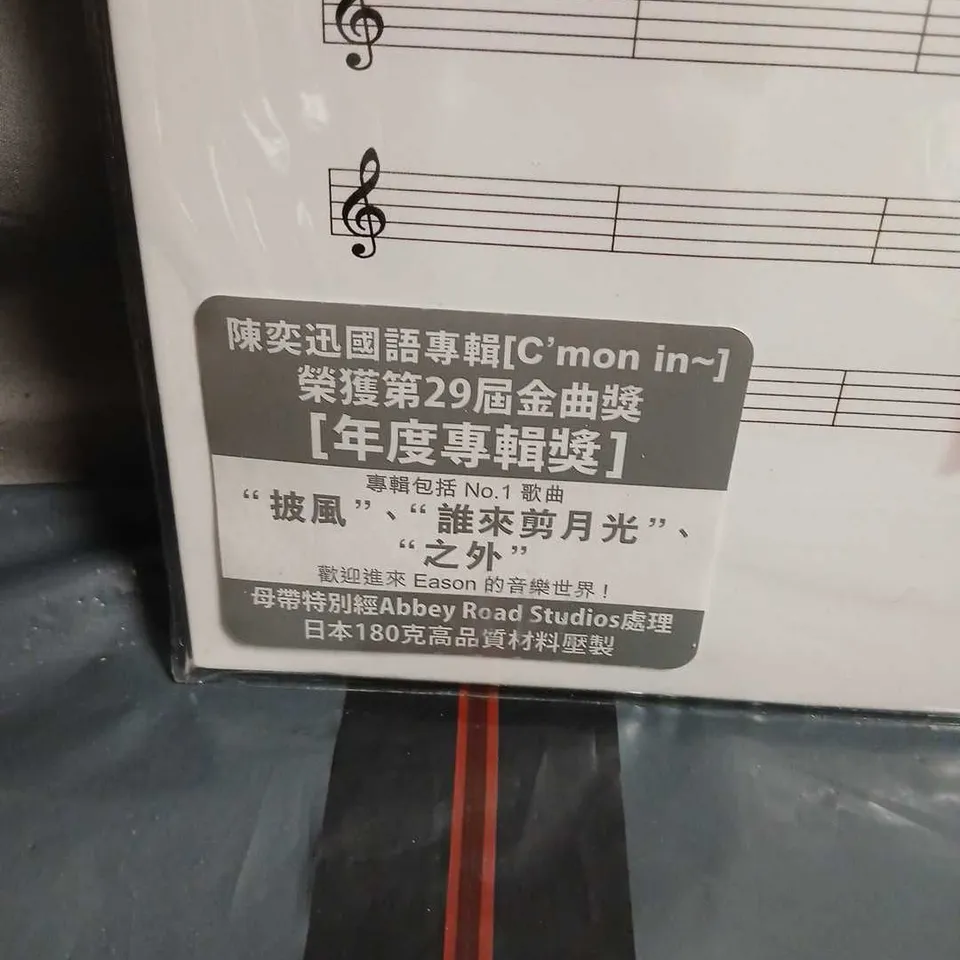 陳奕迅國語專輯[C'mon in~]
榮獲第29屆金曲獎
[年度專輯獎]
專輯包括 No.1 歌曲
“披風”、“誰來剪月光”、
“之外”
歡迎進來 Eason 的音樂世界！
母帶特別經Abbey Road Studios處理
日本180克高品質材料壓製